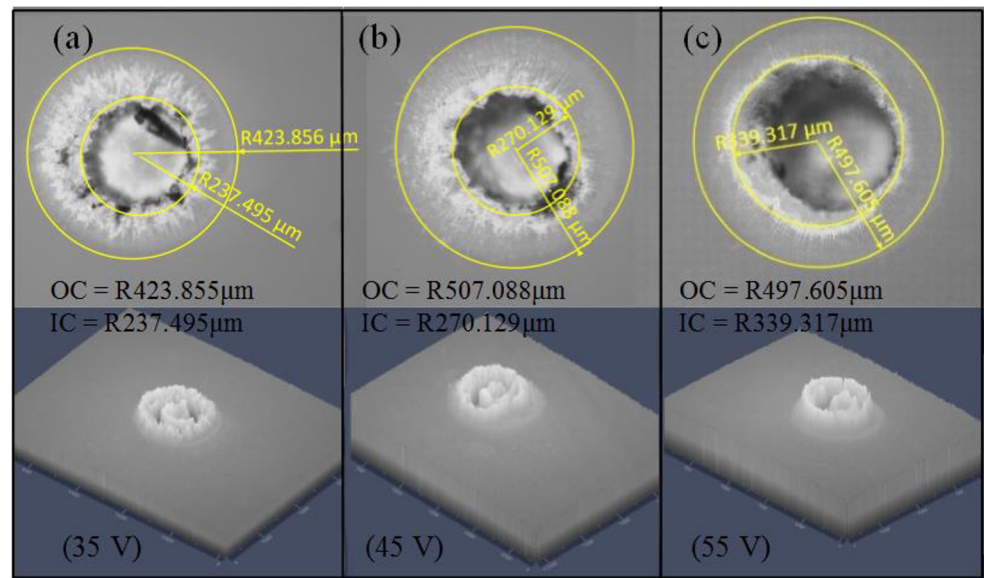 (a)
R423.856 µm
R237.495 µm
OC = R423.855µm
IC = R237.495µm
(35 V)
(b)
R270.129 µm
R507.088 µm
OC = R507.088µm
IC = R270.129µm
(45 V)
(c)
R339.317 µm
R497.605 µm
OC = R497.605µm
IC = R339.317µm
(55 V)